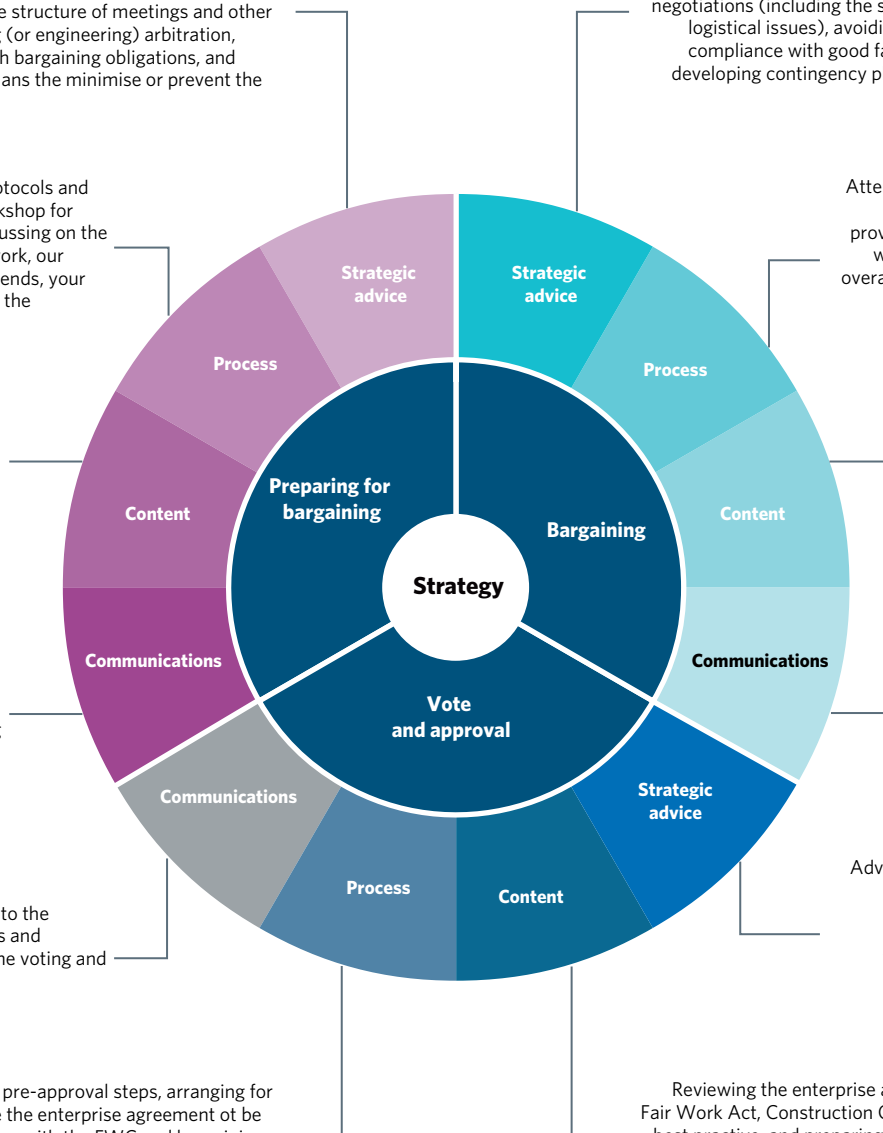 e structure of meetings and other
g (or engineering) arbitration,
h bargaining obligations, and
ans the minimise or prevent the
negotiations (including the s
logistical issues), avoidi
compliance with good fa
developing contingency p
otocols and
kshop for
cussing on the
ork, our
ends, your
the
Atte
prov
w
overa
Strategic
advice
Strategic
advice
Process
Process
Content
Content
Communications
Communications
Preparing for
bargaining
Bargaining
Strategy
Vote
and approval
Communications
Process
Content
Strategic
advice
to the
s and
he voting and
Adv
pre-approval steps, arranging for
e the enterprise agreement ot be
Reviewing the enterprise a
Fair Work Act, Construction C